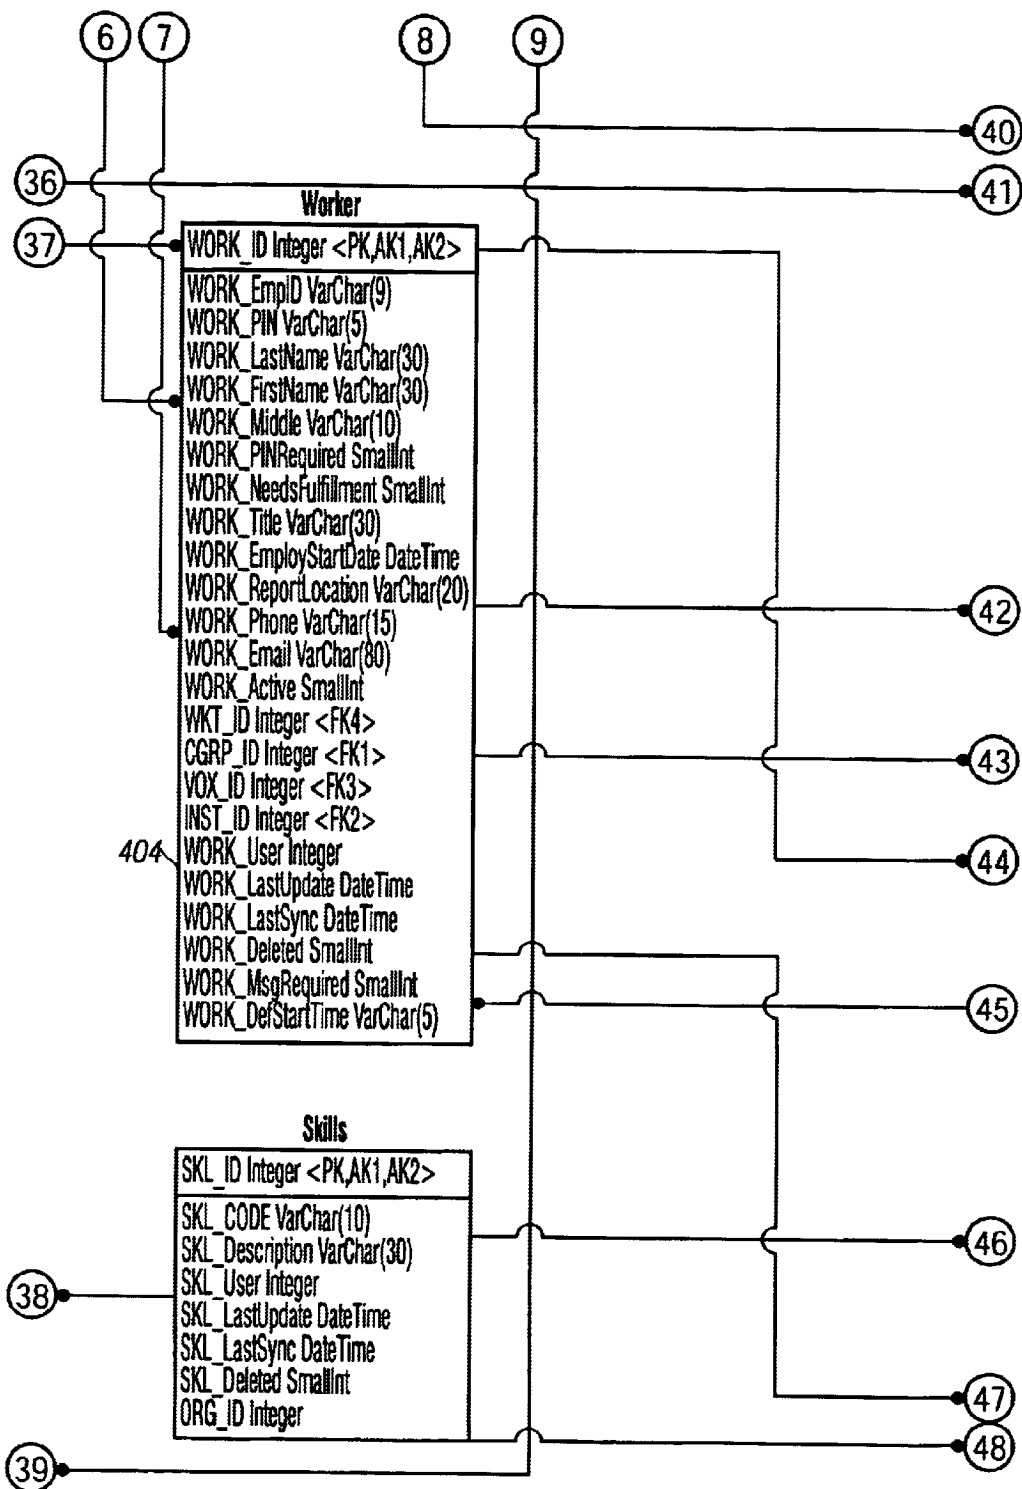 6 7 8 9
40
36
41
Worker
37
WORK_ID Integer <PK,AK1,AK2>
WORK_EmpID VarChar(9)
WORK_PIN VarChar(5)
WORK_LastName VarChar(30)
WORK_FirstName VarChar(30)
WORK_Middle VarChar(10)
WORK_PINRequired SmallInt
WORK_NeedsFulfillment SmallInt
WORK_Title VarChar(30)
WORK_EmployStartDate DateTime
WORK_ReportLocation VarChar(20)
42
WORK_Phone VarChar(15)
WORK_Email VarChar(80)
WORK_Active SmallInt
WKT_ID Integer <FK4>
CGRP_ID Integer <FK1>
43
VOX_ID Integer <FK3>
INST_ID Integer <FK2>
404
WORK_User Integer
44
WORK_LastUpdate DateTime
WORK_LastSync DateTime
WORK_Deleted SmallInt
WORK_MsgRequired SmallInt
WORK_DefStartTime VarChar(5)
45
Skills
SKL_ID Integer <PK,AK1,AK2>
SKL_CODE VarChar(10)
SKL_Description VarChar(30)
46
SKL_User Integer
38
SKL_LastUpdate DateTime
SKL_LastSync DateTime
SKL_Deleted SmallInt
47
ORG_ID Integer
48
39